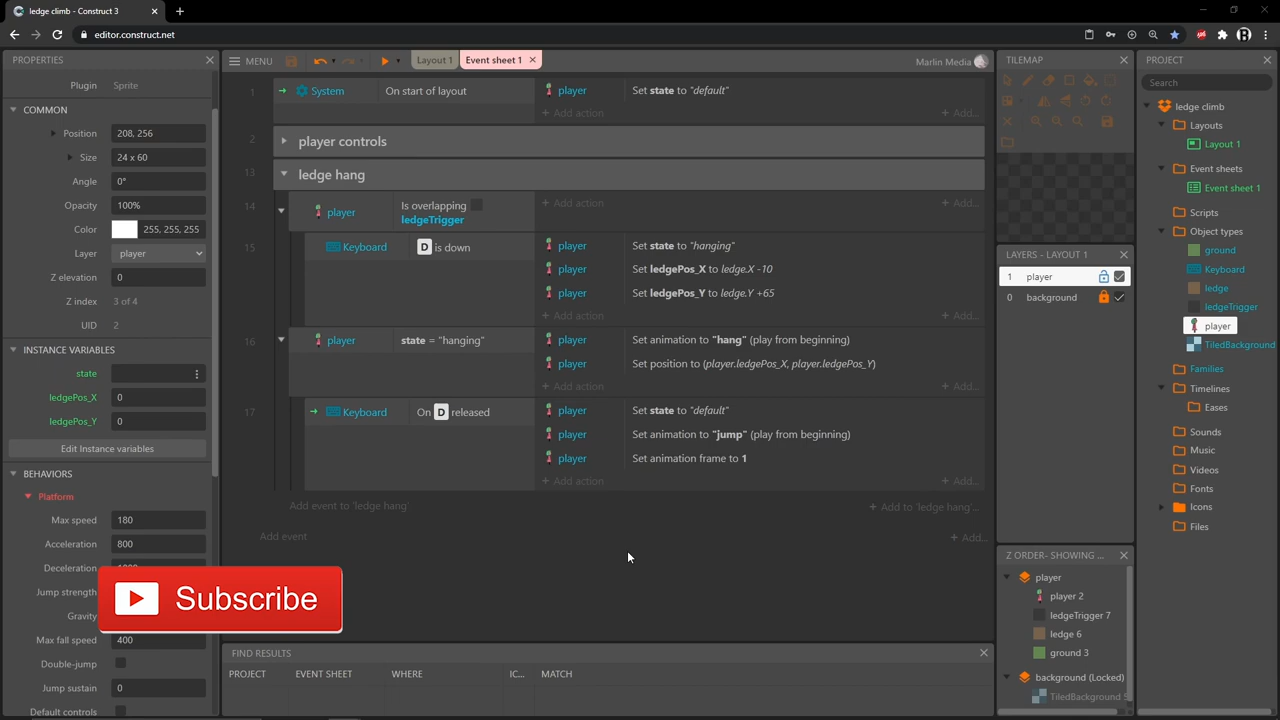 ledge climb - Construct 3
editor.construct.net
PROPERTIES
Plugin Sprite
COMMON
Position 208, 256
Size 24 x 60
Angle 0°
Opacity 100%
Color 255, 255, 255
Layer player
Z elevation 0
Z index 3 of 4
UID 2
INSTANCE VARIABLES
state
ledgePos_X 0
ledgePos_Y 0
Edit Instance variables
BEHAVIORS
Platform
Max speed 180
Acceleration 800
Deceleration
Jump strength
Gravity
Max fall speed 400
Double-jump
Jump sustain 0
Default controls
Subscribe
MENU
Layout 1
Event sheet 1
Marlin Media
1 System On start of layout player Set state to "default"
+ Add action + Add...
2 player controls
13 ledge hang
14 player Is overlapping ledgeTrigger + Add action + Add...
15 Keyboard D is down player Set state to "hanging"
player Set ledgePos_X to ledge.X -10
player Set ledgePos_Y to ledge.Y +65
+ Add action + Add...
16 player state = "hanging" player Set animation to "hang" (play from beginning)
player Set position to (player.ledgePos_X, player.ledgePos_Y)
+ Add action + Add...
17 Keyboard On D released player Set state to "default"
player Set animation to "jump" (play from beginning)
player Set animation frame to 1
+ Add action + Add...
Add event to 'ledge hang' + Add to 'ledge hang'...
Add event + Add...
FIND RESULTS
PROJECT EVENT SHEET WHERE IC... MATCH
TILEMAP
LAYERS - LAYOUT 1
1 player
0 background
Z ORDER- SHOWING ...
player
player 2
ledgeTrigger 7
ledge 6
ground 3
background (Locked)
TiledBackground 5
PROJECT
Search
ledge climb
Layouts
Layout 1
Event sheets
Event sheet 1
Scripts
Object types
ground
Keyboard
ledge
ledgeTrigger
player
TiledBackground
Families
Timelines
Eases
Sounds
Music
Videos
Fonts
Icons
Files